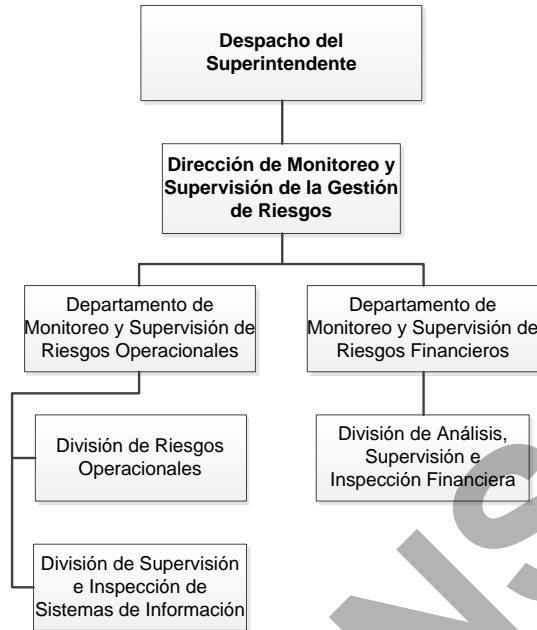 Despacho del
Superintendente
Dirección de Monitoreo y
Supervisión de la Gestión
de Riesgos
Departamento de
Monitoreo y Supervisión de
Riesgos Operacionales
Departamento de
Monitoreo y Supervisión de
Riesgos Financieros
División de Riesgos
Operacionales
División de Análisis,
Supervisión e
Inspección Financiera
División de Supervisión
e Inspección de
Sistemas de Información